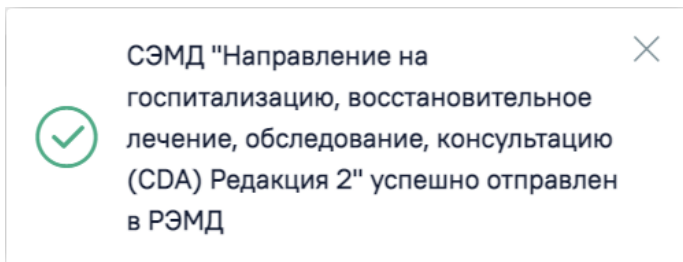 СЭМД "Направление на
госпитализацию, восстановительное
лечение, обследование, консультацию
(CDA) Редакция 2" успешно отправлен
в РЭМД